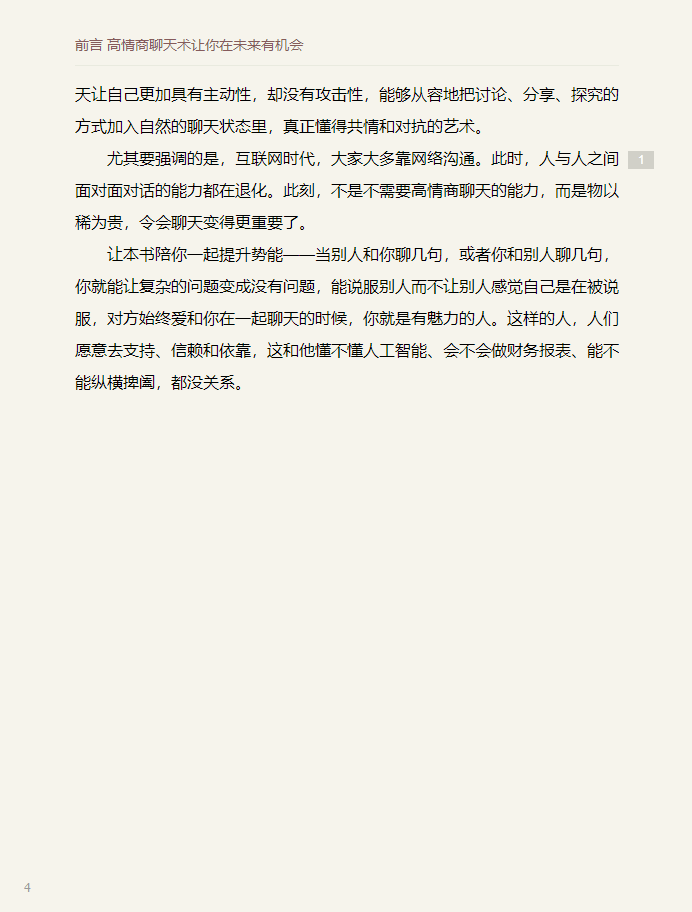 前言 高情商聊天术让你在未来有机会
天让自己更加具有主动性，却没有攻击性，能够从容地把讨论、分享、探究的
方式加入自然的聊天状态里，真正懂得共情和对抗的艺术。
尤其要强调的是，互联网时代，大家大多靠网络沟通。此时，人与人之间
1
面对面对话的能力都在退化。此刻，不是不需要高情商聊天的能力，而是物以
稀为贵，令会聊天变得更重要了。
让本书陪你一起提升势能——当别人和你聊几句，或者你和别人聊几句，
你就能让复杂的问题变成没有问题，能说服别人而不让别人感觉自己是在被说
服，对方始终爱和你在一起聊天的时候，你就是有魅力的人。这样的人，人们
愿意去支持、信赖和依靠，这和他懂不懂人工智能、会不会做财务报表、能不
能纵横捭阖，都没关系。
4